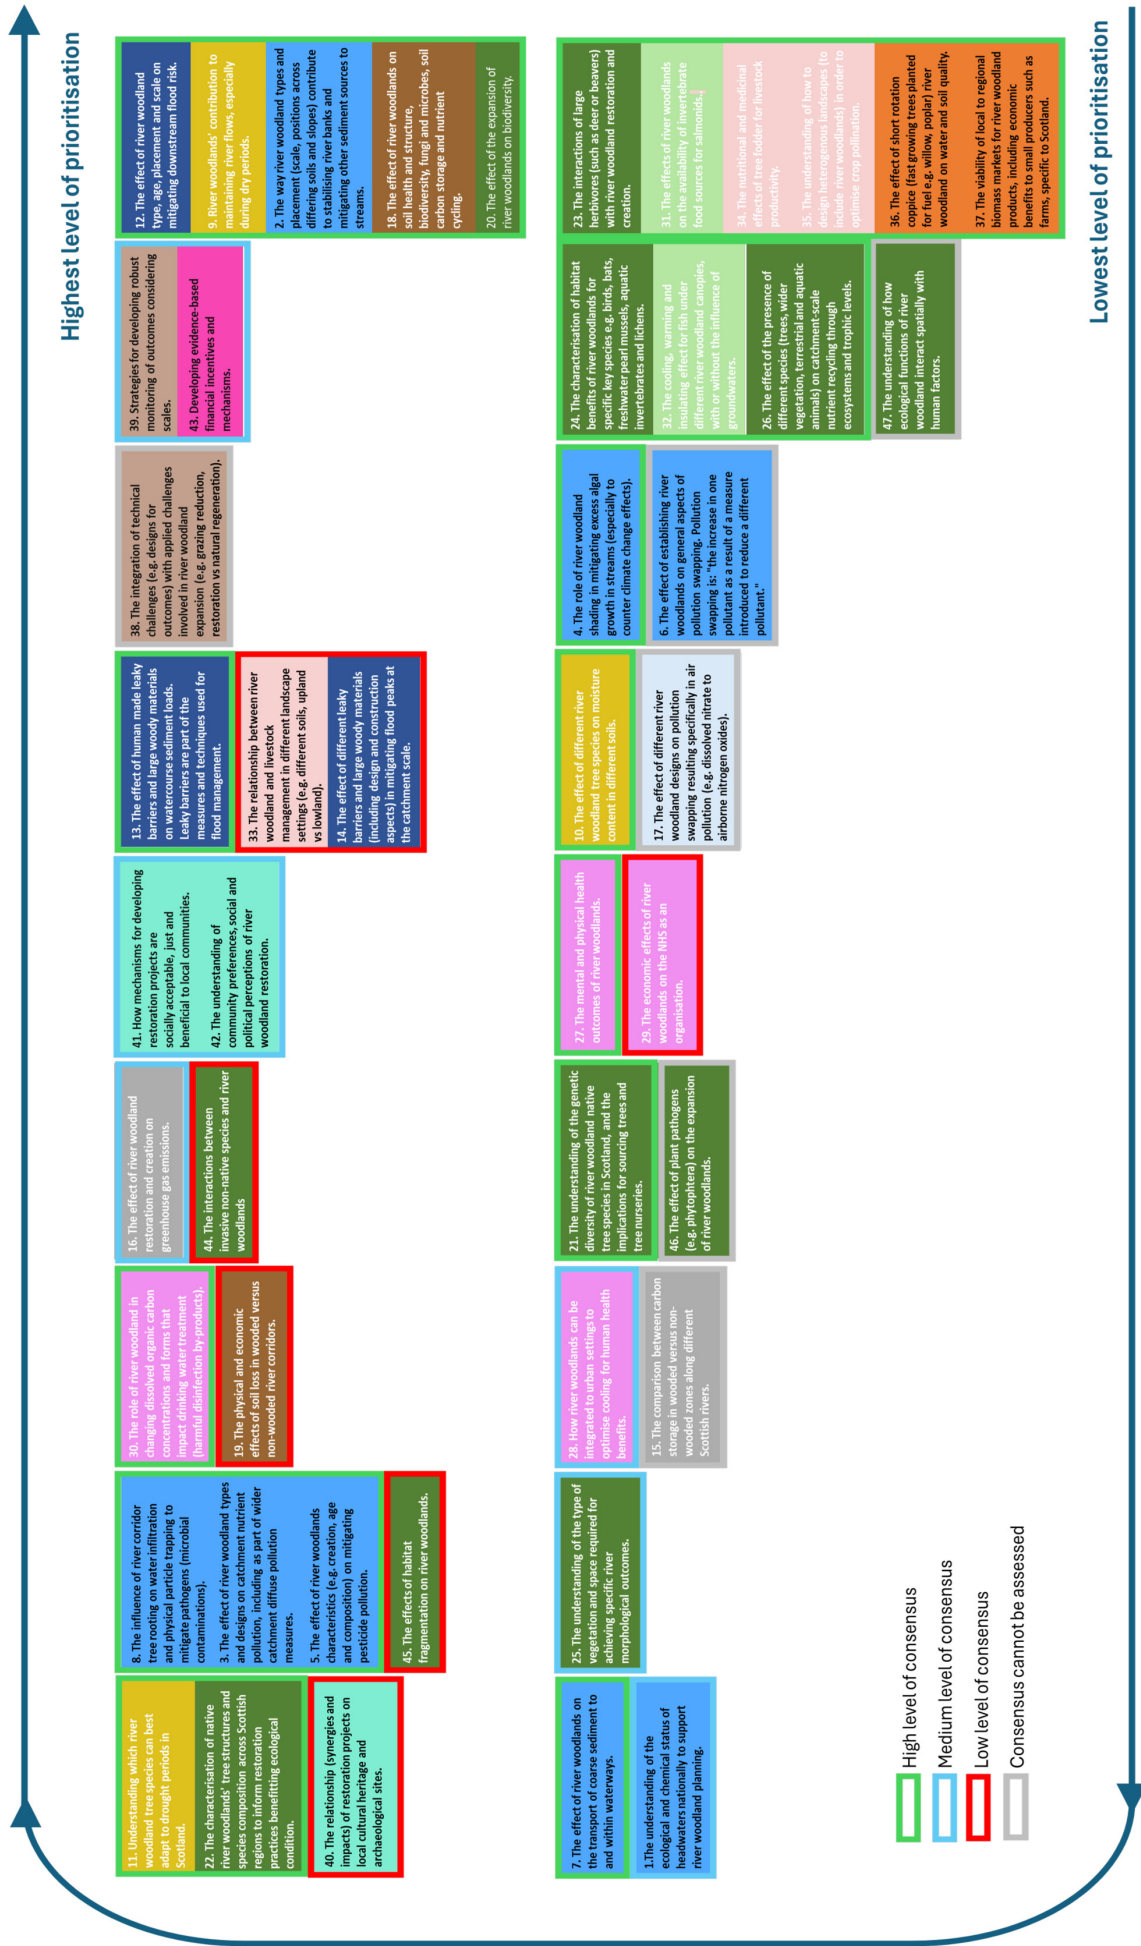 Highest level of prioritisation
11. Understanding which river
woodland tree species can best
adapt to drought periods in
Scotland.
22. The characterisation of native
river woodlands' tree structures and
species composition across Scottish
regions to inform restoration
practices benefitting ecological
condition.
40. The relationship (synergies and
impacts) of restoration projects on
local cultural heritage and
archaeological sites.
8. The influence of river corridor
tree rooting on water infiltration
and physical particle trapping to
mitigate pathogens (microbial
contaminations).
3. The effect of river woodland types
and designs on catchment nutrient
pollution, including as part of wider
catchment diffuse pollution
measures.
5. The effect of river woodlands
characteristics (e.g. creation, age
and composition) on mitigating
pesticide pollution.
45. The effects of habitat
fragmentation on river woodlands.
30. The role of river woodland in
changing dissolved organic carbon
concentrations and forms that
impact drinking water treatment
(harmful disinfection by-products).
19. The physical and economic
effects of soil loss in wooded versus
non-wooded river corridors.
16. The effect of river woodland
restoration and creation on
greenhouse gas emissions.
44. The interactions between
invasive non-native species and river
woodlands
41. How mechanisms for developing
restoration projects are
socially acceptable, just and
beneficial to local communities.
42. The understanding of
community preferences, social and
political perceptions of river
woodland restoration.
13. The effect of human made leaky
barriers and large woody materials
on watercourse sediment loads.
Leaky barriers are part of the
measures and techniques used for
flood management.
33. The relationship between river
woodland and livestock
management in different landscape
settings (e.g. different soils, upland
vs lowland).
14. The effect of different leaky
barriers and large woody materials
(including design and construction
aspects) in mitigating flood peaks at
the catchment scale.
38. The integration of technical
challenges (e.g. designs for
outcomes) with applied challenges
involved in river woodland
expansion (e.g. grazing reduction,
restoration vs natural regeneration).
39. Strategies for developing robust
monitoring of outcomes considering
scales.
43. Developing evidence-based
financial incentives and
mechanisms.
12. The effect of river woodland
type, age, placement and scale on
mitigating downstream flood risk.
9. River woodlands' contribution to
maintaining river flows, especially
during dry periods.
2. The way river woodland types and
placement (scale, positions across
differing soils and slopes) contribute
to stabilising river banks and
mitigating other sediment sources to
streams.
18. The effect of river woodlands on
soil health and structure,
biodiversity, fungi and microbes, soil
carbon storage and nutrient
cycling.
20. The effect of the expansion of
river woodlands on biodiversity.
7. The effect of river woodlands on
the transport of coarse sediment to
and within waterways.
1.The understanding of the
ecological and chemical status of
headwaters nationally to support
river woodland planning.
25. The understanding of the type of
vegetation and space required for
achieving specific river
morphological outcomes.
28. How river woodlands can be
integrated to urban settings to
optimise cooling for human health
benefits.
15. The comparison between carbon
storage in wooded versus non-
wooded zones along different
Scottish rivers.
21. The understanding of the genetic
diversity of river woodland native
tree species in Scotland, and the
implications for sourcing trees and
tree nurseries.
46. The effect of plant pathogens
(e.g. phytophtera) on the expansion
of river woodlands.
27. The mental and physical health
outcomes of river woodlands.
29. The economic effects of river
woodlands on the NHS as an
organisation.
10. The effect of different river
woodland tree species on moisture
content in different soils.
17. The effect of different river
woodland designs on pollution
swapping resulting specifically in air
pollution (e.g. dissolved nitrate to
airborne nitrogen oxides).
4. The role of river woodland
shading in mitigating excess algal
growth in streams (especially to
counter climate change effects).
6. The effect of establishing river
woodlands on general aspects of
pollution swapping. Pollution
swapping is: "the increase in one
pollutant as a result of a measure
introduced to reduce a different
pollutant."
24. The characterisation of habitat
benefits of river woodlands for
specific key species e.g. birds, bats,
freshwater pearl mussels, aquatic
invertebrates and lichens.
32. The cooling, warming and
insulating effect for fish under
different river woodland canopies,
with or without the influence of
groundwaters.
26. The effect of the presence of
different species (trees, wider
vegetation, terrestrial and aquatic
animals) on catchment-scale
nutrient recycling through
ecosystems and trophic levels.
47. The understanding of how
ecological functions of river
woodland interact spatially with
human factors.
23. The interactions of large
herbivores (such as deer or beavers)
with river woodland restoration and
creation.
31. The effects of river woodlands
on the availability of invertebrate
food sources for salmonids.
34. The nutritional and medicinal
effects of tree fodder for livestock
productivity.
35. The understanding of how to
design heterogenous landscapes (to
include river woodlands) in order to
optimise crop pollination.
36. The effect of short rotation
coppice (fast growing trees planted
for fuel e.g. willow, poplar) river
woodland on water and soil quality.
37. The viability of local to regional
biomass markets for river woodland
products, including economic
benefits to small producers such as
farms, specific to Scotland.
High level of consensus
Medium level of consensus
Low level of consensus
Consensus cannot be assessed
Lowest level of prioritisation